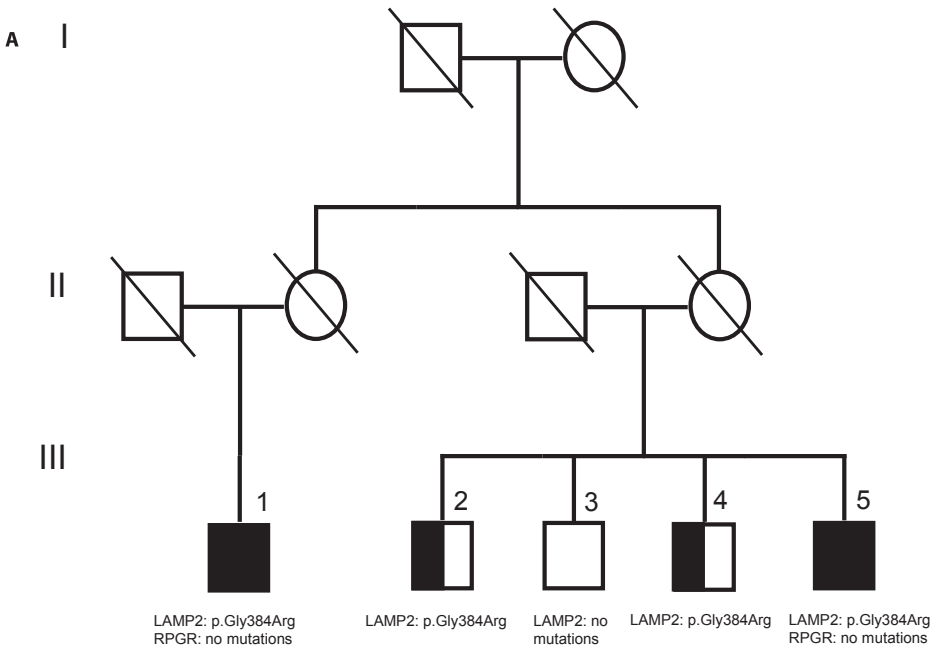 A I
II
III
1
2
3
4
5
LAMP2: p.Gly384Arg
RPGR: no mutations
LAMP2: p.Gly384Arg
LAMP2: no
mutations
LAMP2: p.Gly384Arg
LAMP2: p.Gly384Arg
RPGR: no mutations